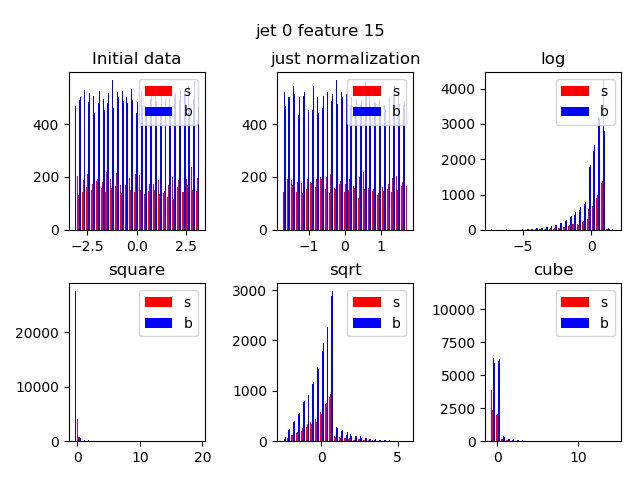 jet 0 feature 15
Initial data
just normalization
log
s
b
s
b
s
b
400
200
0
−2.5
0.0
2.5
400
200
0
−1
0
1
4000
3000
2000
1000
0
−5
0
square
sqrt
cube
s
b
s
b
s
b
20000
10000
0
0
10
20
3000
2000
1000
0
0
5
10000
7500
5000
2500
0
0
10